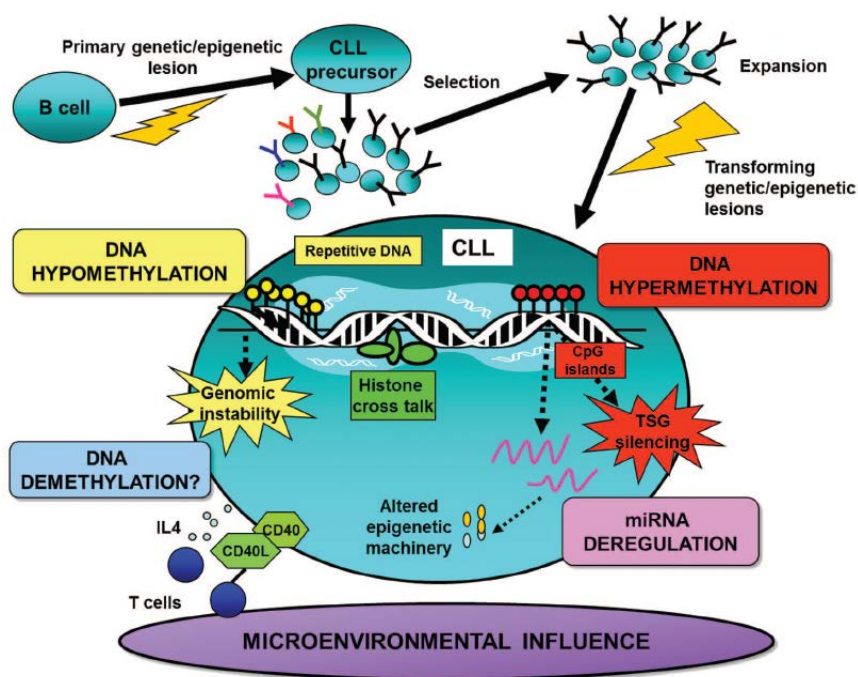 Primary genetic/epigenetic
lesion
B cell
CLL
precursor
Selection
Expansion
Transforming
genetic/epigenetic
lesions
DNA
HYPOMETHYLATION
Repetitive DNA
CLL
DNA
HYPERMETHYLATION
CpG
islands
Histone
cross talk
Genomic
instability
TSG
silencing
DNA
DEMETHYLATION?
Altered
epigenetic
machinery
miRNA
DEREGULATION
IL4
CD40
CD40L
T cells
MICROENVIRONMENTAL INFLUENCE